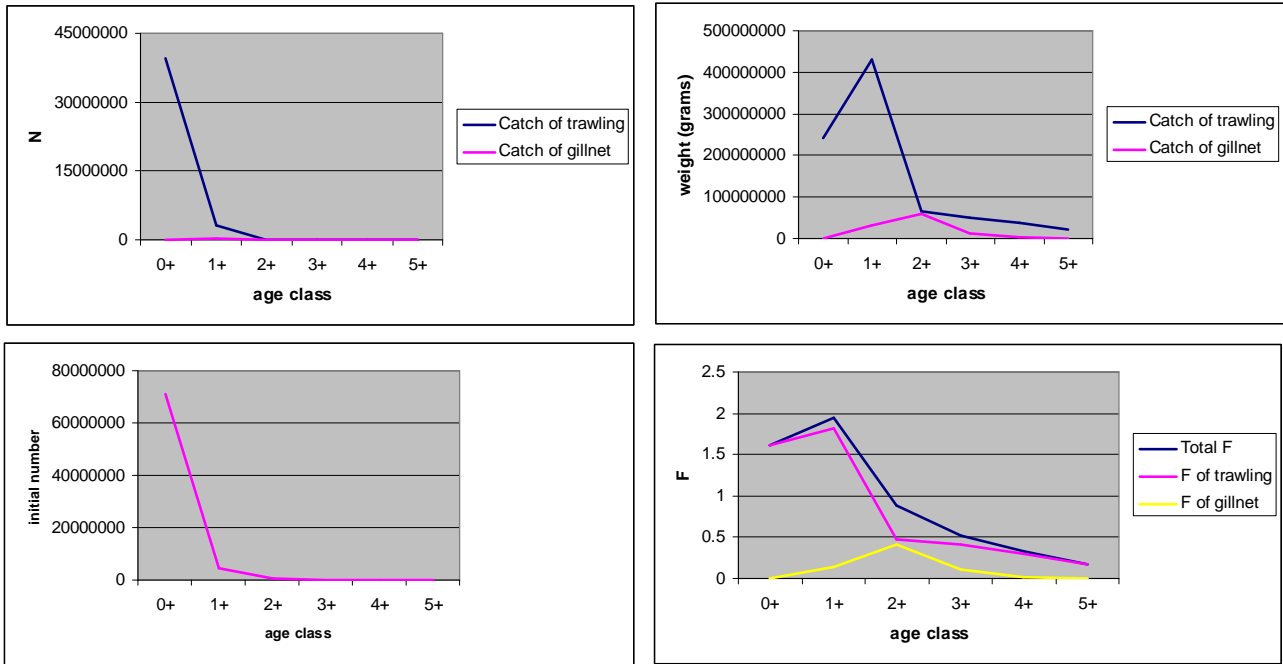 45000000
30000000
15000000
0
N
0+ 1+ 2+ 3+ 4+ 5+
age class
Catch of trawling
Catch of gillnet
500000000
400000000
300000000
200000000
100000000
0
weight (grams)
0+ 1+ 2+ 3+ 4+ 5+
age class
Catch of trawling
Catch of gillnet
80000000
60000000
40000000
20000000
0
initial number
0+ 1+ 2+ 3+ 4+ 5+
age class
2.5
2
1.5
1
0.5
0
F
0+ 1+ 2+ 3+ 4+ 5+
age class
Total F
F of trawling
F of gillnet